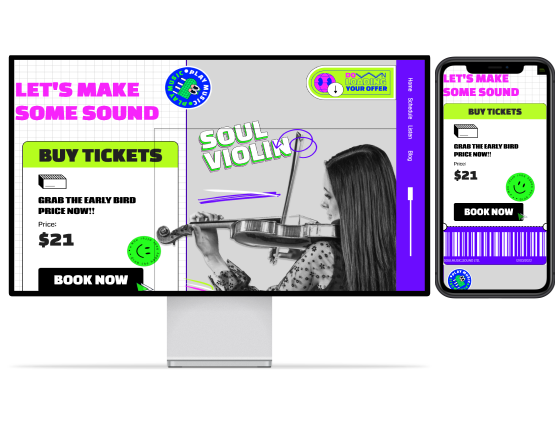 LET'S MAKE
SOME SOUND
MUSIC PLAY MUSIC PLAY
DOWN
LOADING
YOUR OFFER
SOUL
VIOLIN
BUY TICKETS
GRAB THE EARLY BIRD
PRICE NOW!!
Price:
$21
BOOK NOW
Home
Schedule
Listen
Blog
LET'S MAKE
SOME SOUND
BUY TICKETS
GRAB THE EARLY BIRD
PRICE NOW!!
Price:
$21
BOOK NOW